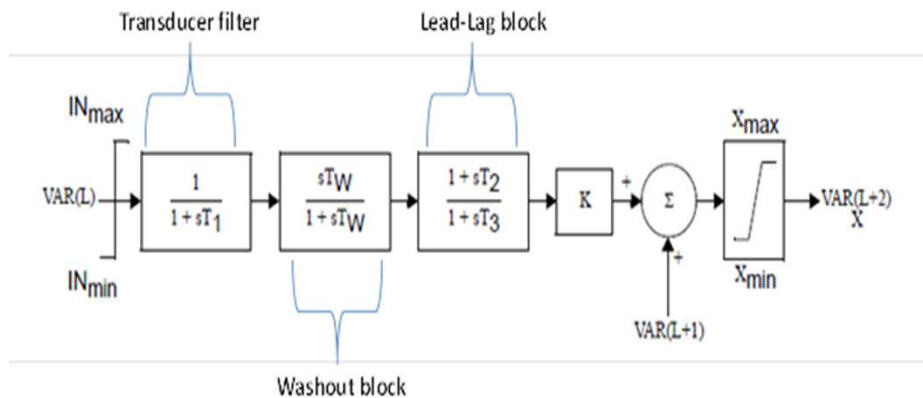 Transducer filter
Lead-Lag block
INmax
VAR(L)
INmin
1
1 + sT1
sTW
1 + sTW
1 + sT2
1 + sT3
K
+
Σ
+
VAR(L+1)
Xmax
Xmin
VAR(L+2)
X
Washout block